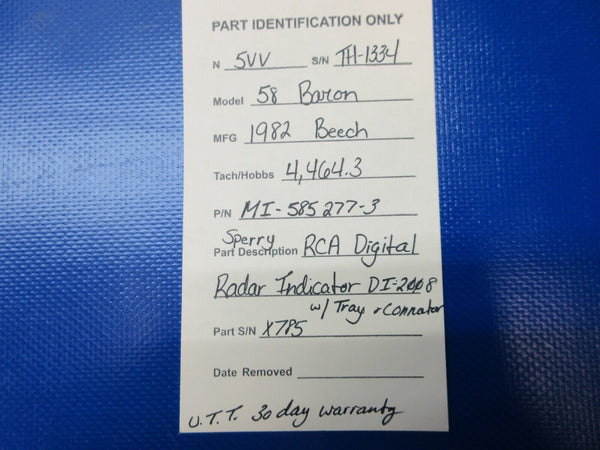 PART IDENTIFICATION ONLY
N 5VV S/N TH-1334
Model 58 Baron
MFG 1982 Beech
Tach/Hobbs 4,464.3
P/N MI-585277-3
Sperry
Part Description RCA Digital
Radar Indicator DI-2008
w/ Tray & Connator
Part S/N X785
Date Removed
U.T.T. 30 day warranty